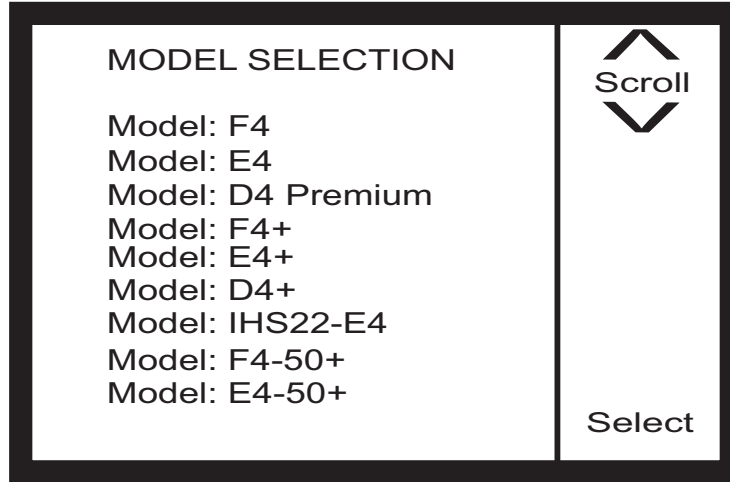 MODEL SELECTION
Model: F4
Model: E4
Model: D4 Premium
Model: F4+
Model: E4+
Model: D4+
Model: IHS22-E4
Model: F4-50+
Model: E4-50+
Scroll
Select